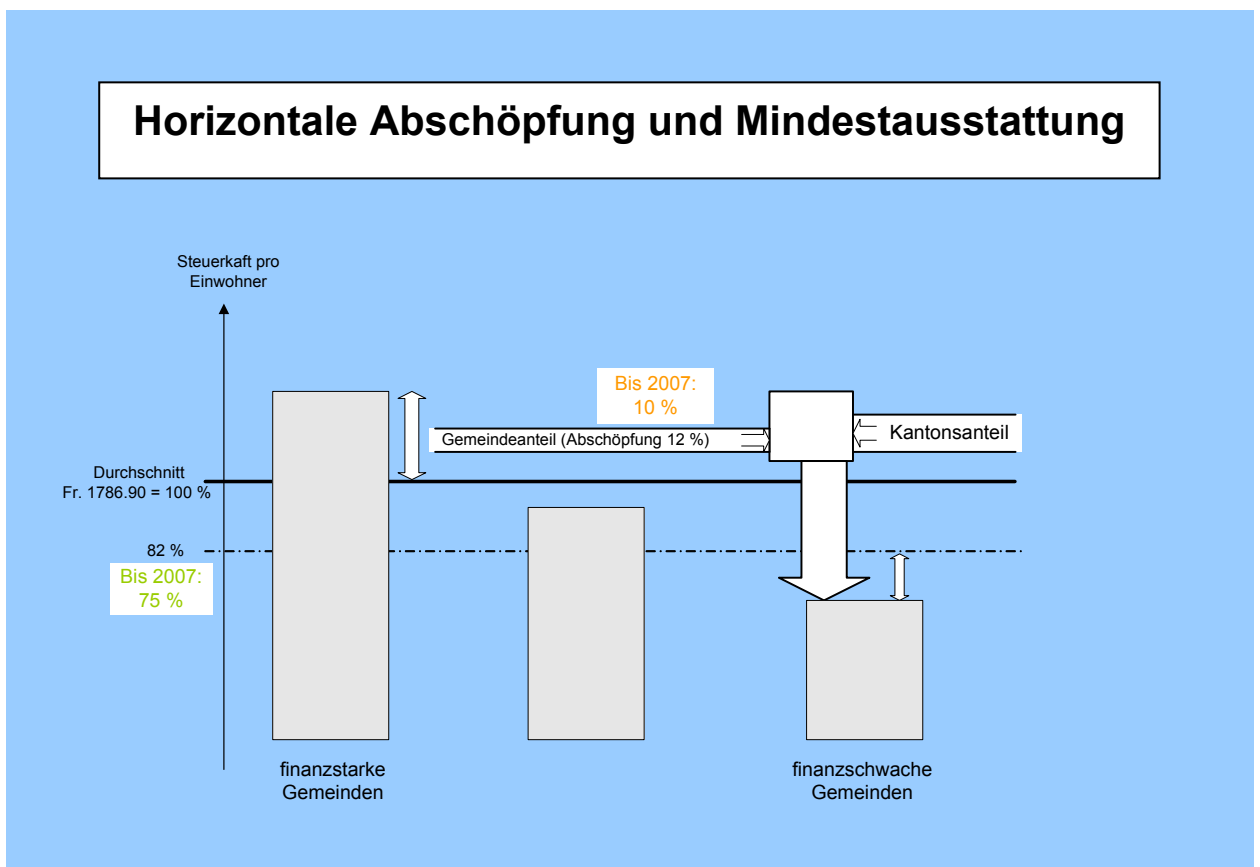 Horizontale Abschöpfung und Mindestausstattung
Steuerkaft pro
Einwohner
Bis 2007:
10 %
Gemeindeanteil (Abschöpfung 12 %)
Kantonsanteil
Durchschnitt
Fr. 1786.90 = 100 %
82 %
Bis 2007:
75 %
finanzstarke
Gemeinden
finanzschwache
Gemeinden